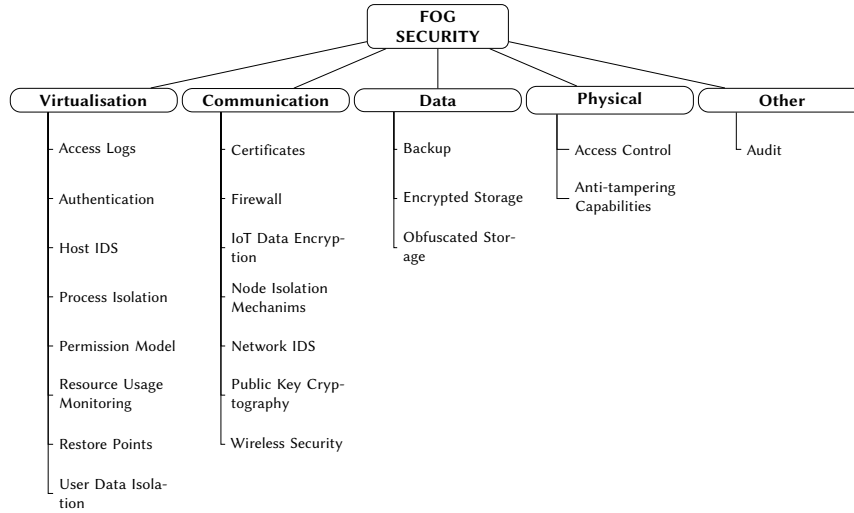 FOG
SECURITY
Virtualisation
Communication
Data
Physical
Other
Access Logs
Authentication
Host IDS
Process Isolation
Permission Model
Resource Usage
Monitoring
Restore Points
User Data Isola-
tion
Certificates
Firewall
IoT Data Encryp-
tion
Node Isolation
Mechanims
Network IDS
Public Key Cryp-
tography
Wireless Security
Backup
Encrypted Storage
Obfuscated Stor-
age
Access Control
Anti-tampering
Capabilities
Audit